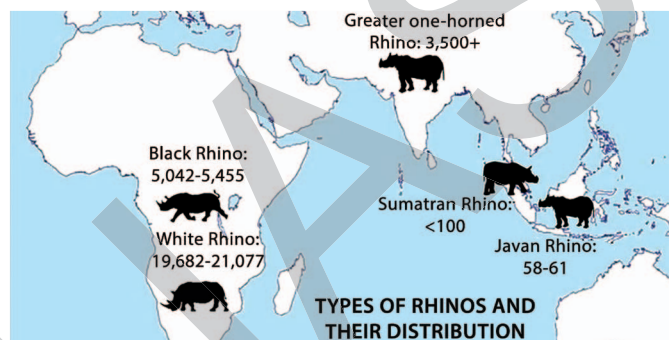 Greater one-horned
Rhino: 3,500+
Black Rhino:
5,042-5,455
White Rhino:
19,682-21,077
Sumatran Rhino:
<100
Javan Rhino:
58-61
TYPES OF RHINOS AND
THEIR DISTRIBUTION